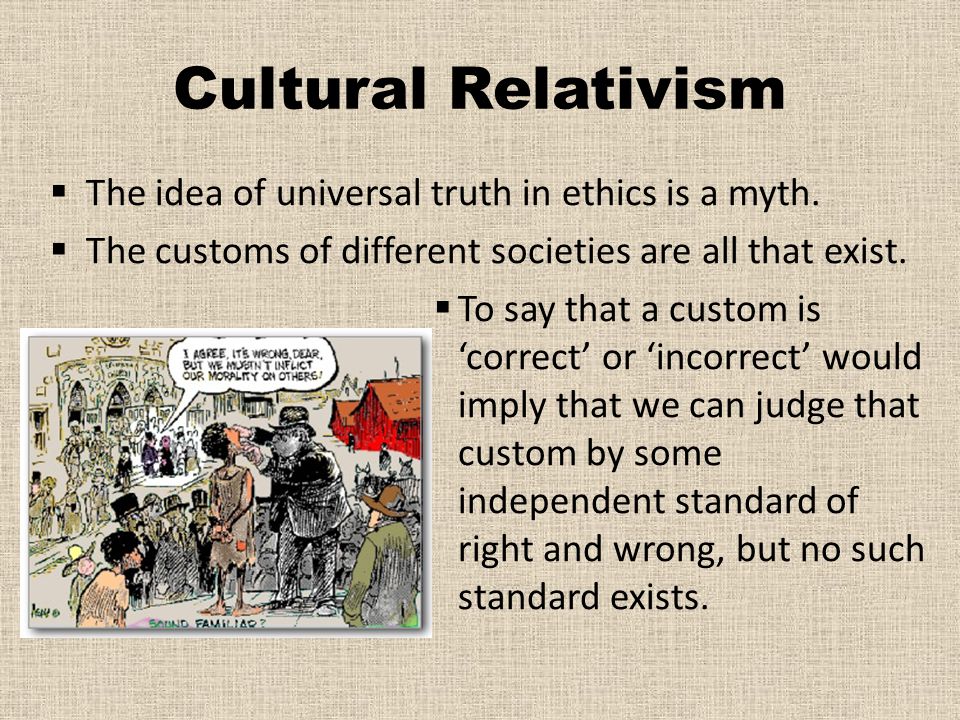 Cultural Relativism
▪ The idea of universal truth in ethics is a myth.
▪ The customs of different societies are all that exist.
▪ To say that a custom is
‘correct’ or ‘incorrect’ would
imply that we can judge that
custom by some
independent standard of
right and wrong, but no such
standard exists.
I AGREE, IT'S WRONG, DEAR,
BUT WE MUSTN'T INFLICT
OUR MORALITY ON OTHERS!
SOUND FAMILIAR?